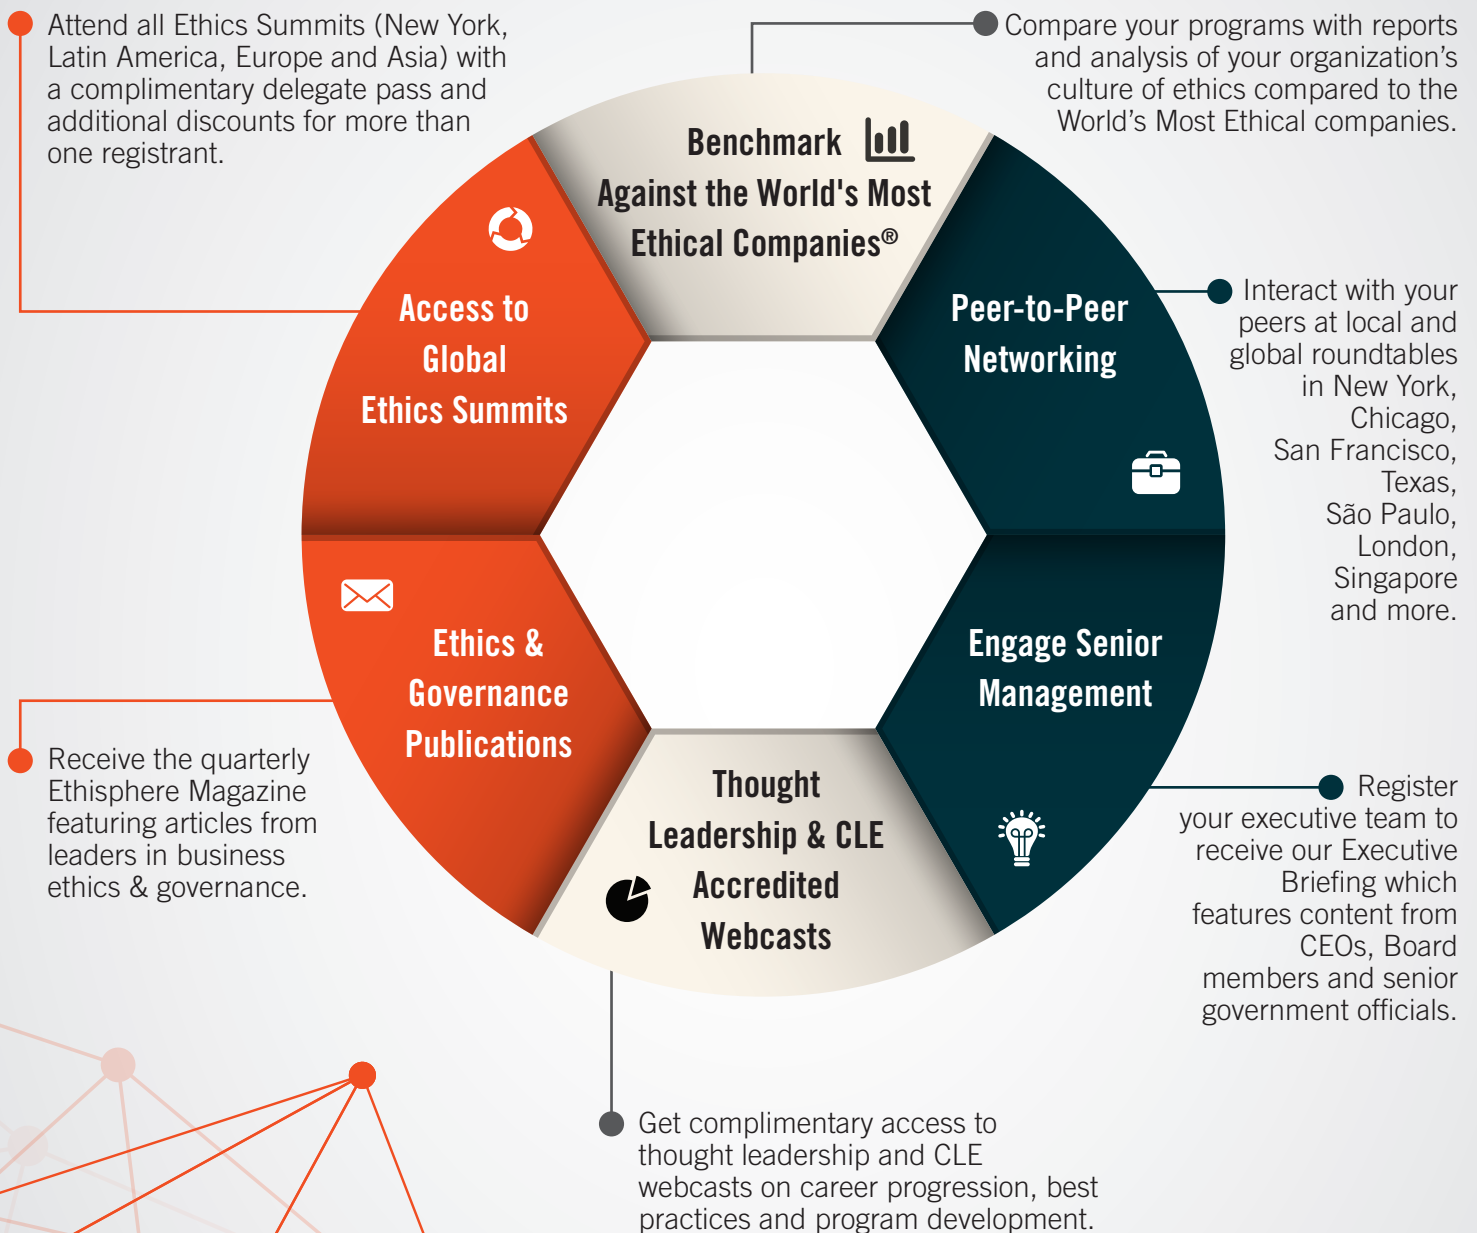 Attend all Ethics Summits (New York,
Latin America, Europe and Asia) with
a complimentary delegate pass and
additional discounts for more than
one registrant.
Compare your programs with reports
and analysis of your organization’s
culture of ethics compared to the
World’s Most Ethical companies.
Benchmark
Against the World's Most
Ethical Companies®
Access to
Global
Ethics Summits
Peer-to-Peer
Networking
Interact with your
peers at local and
global roundtables
in New York,
Chicago,
San Francisco,
Texas,
São Paulo,
London,
Singapore
and more.
Ethics &
Governance
Publications
Engage Senior
Management
Receive the quarterly
Ethisphere Magazine
featuring articles from
leaders in business
ethics & governance.
Thought
Leadership & CLE
Accredited
Webcasts
Register
your executive team to
receive our Executive
Briefing which
features content from
CEOs, Board
members and senior
government officials.
Get complimentary access to
thought leadership and CLE
webcasts on career progression, best
practices and program development.